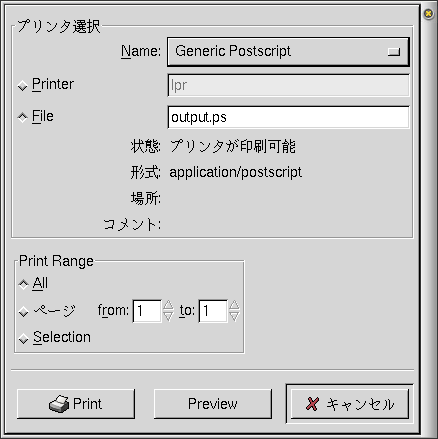 プリンタ選択
Name: Generic Postscript
Printer lpr
File output.ps
状態: プリンタが印刷可能
形式: application/postscript
場所:
コメント:
Print Range
All
ページ from: 1 to: 1
Selection
Print Preview キャンセル